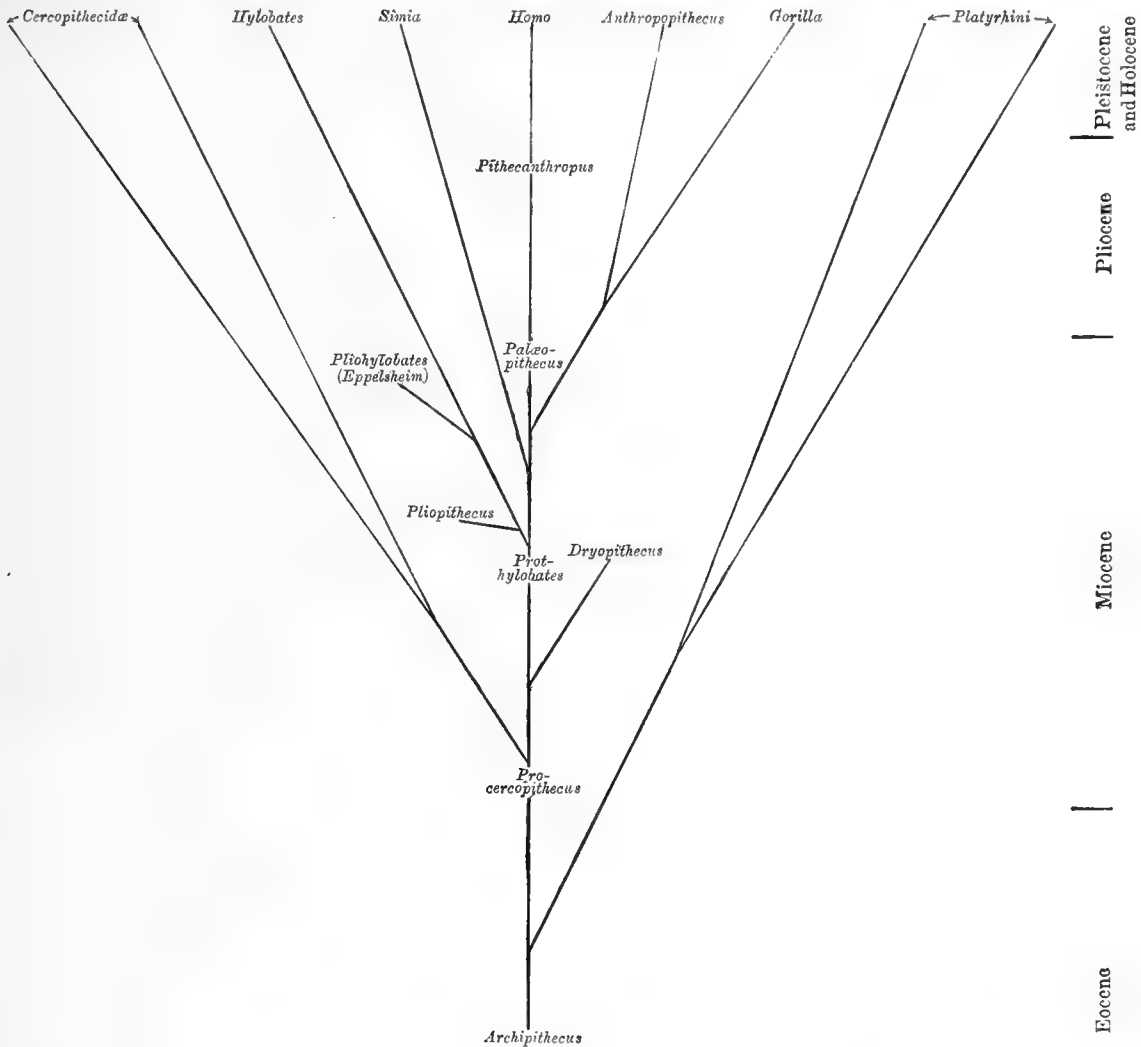 Cercopithecidæ Hylobates Simia Homo Anthropopithecus Gorilla Platyrhini
Pleistocene
and Holocene
Pithecanthropus
Pliocene
Palæo-
pithecus
Pliohylobates
(Eppelsheim)
Pliopithecus
Dryopithecus
Prot-
hylobates
Miocene
Pro-
cercopithecus
Eocene
Archipithecus